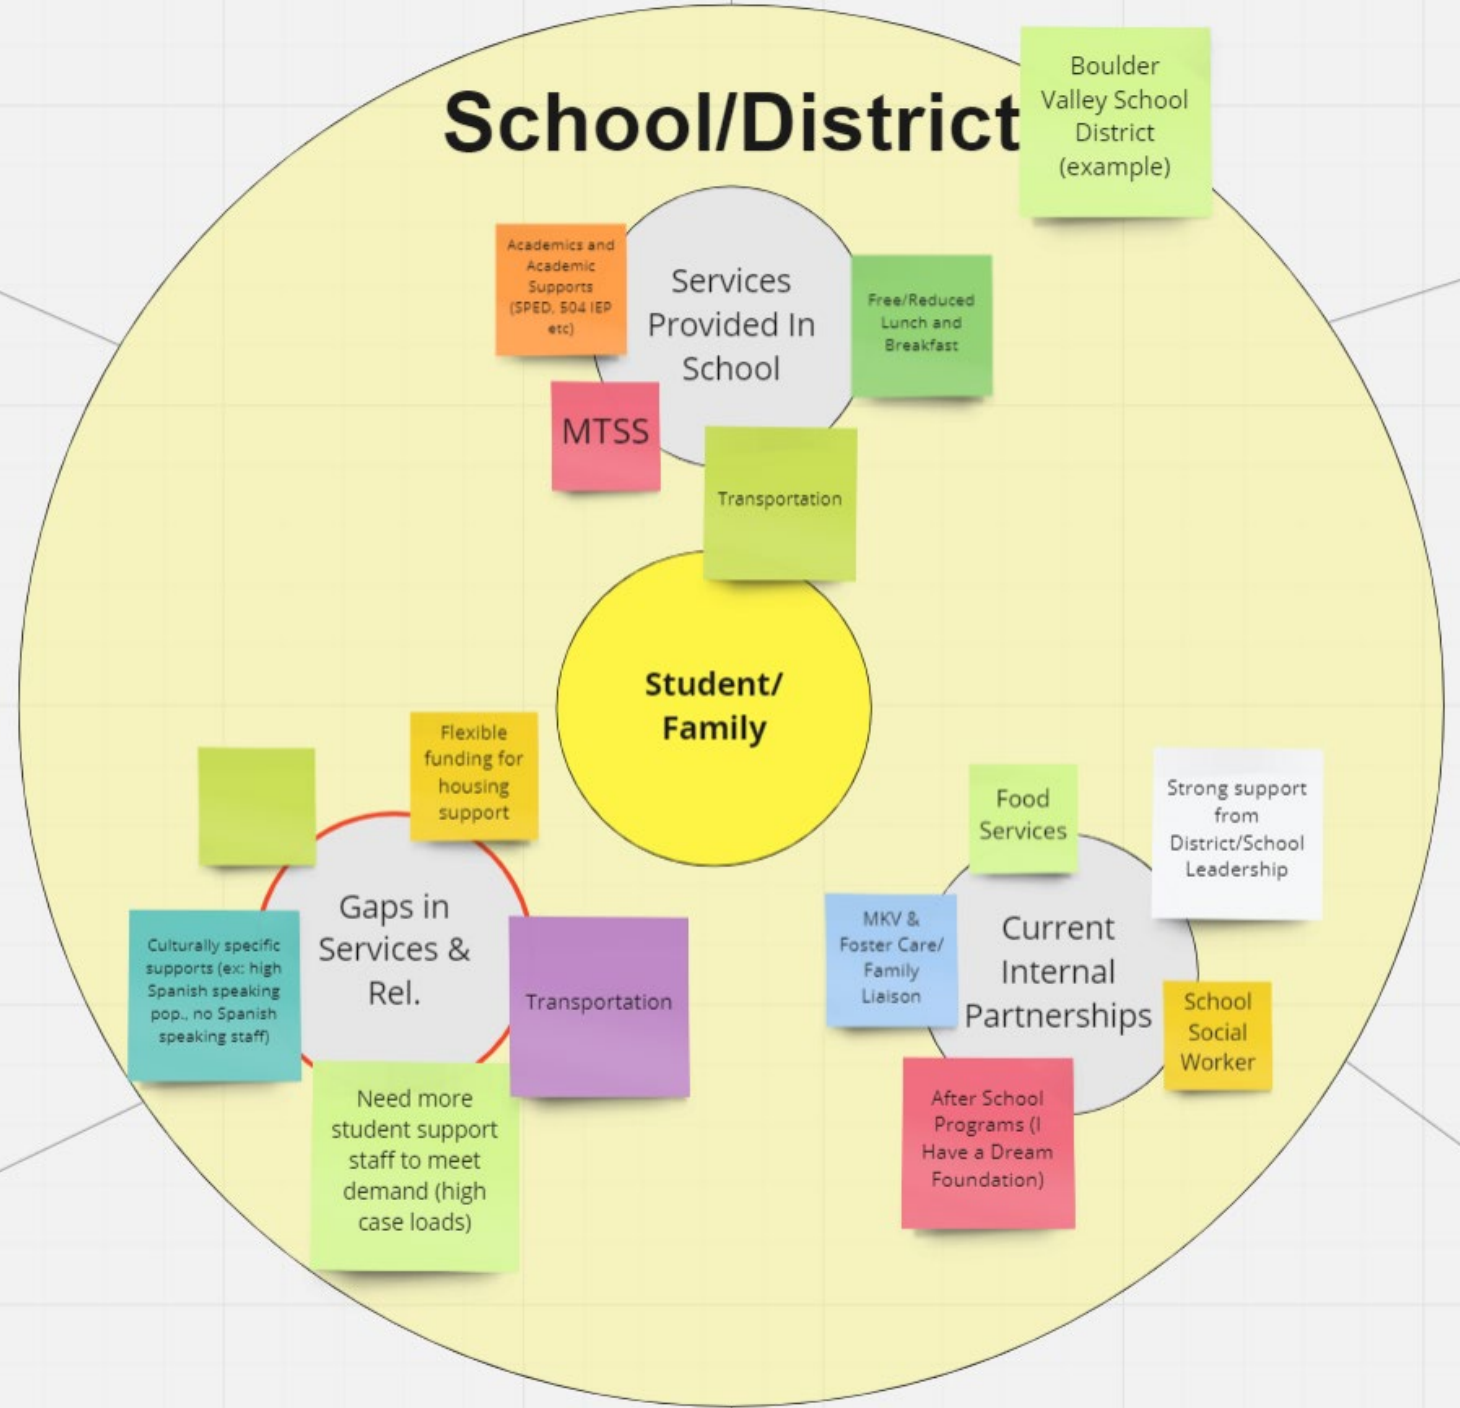 School/District
Boulder
Valley School
District
(example)
Services
Provided In
School
Academics and
Academic
Supports
(SPED, 504 IEP
etc)
Free/Reduced
Lunch and
Breakfast
MTSS
Transportation
Student/
Family
Gaps in
Services &
Rel.
Flexible
funding for
housing
support
Culturally specific
supports (ex: high
Spanish speaking
pop., no Spanish
speaking staff)
Transportation
Need more
student support
staff to meet
demand (high
case loads)
Current
Internal
Partnerships
Food
Services
Strong support
from
District/School
Leadership
MKV &
Foster Care/
Family
Liaison
School
Social
Worker
After School
Programs (I
Have a Dream
Foundation)